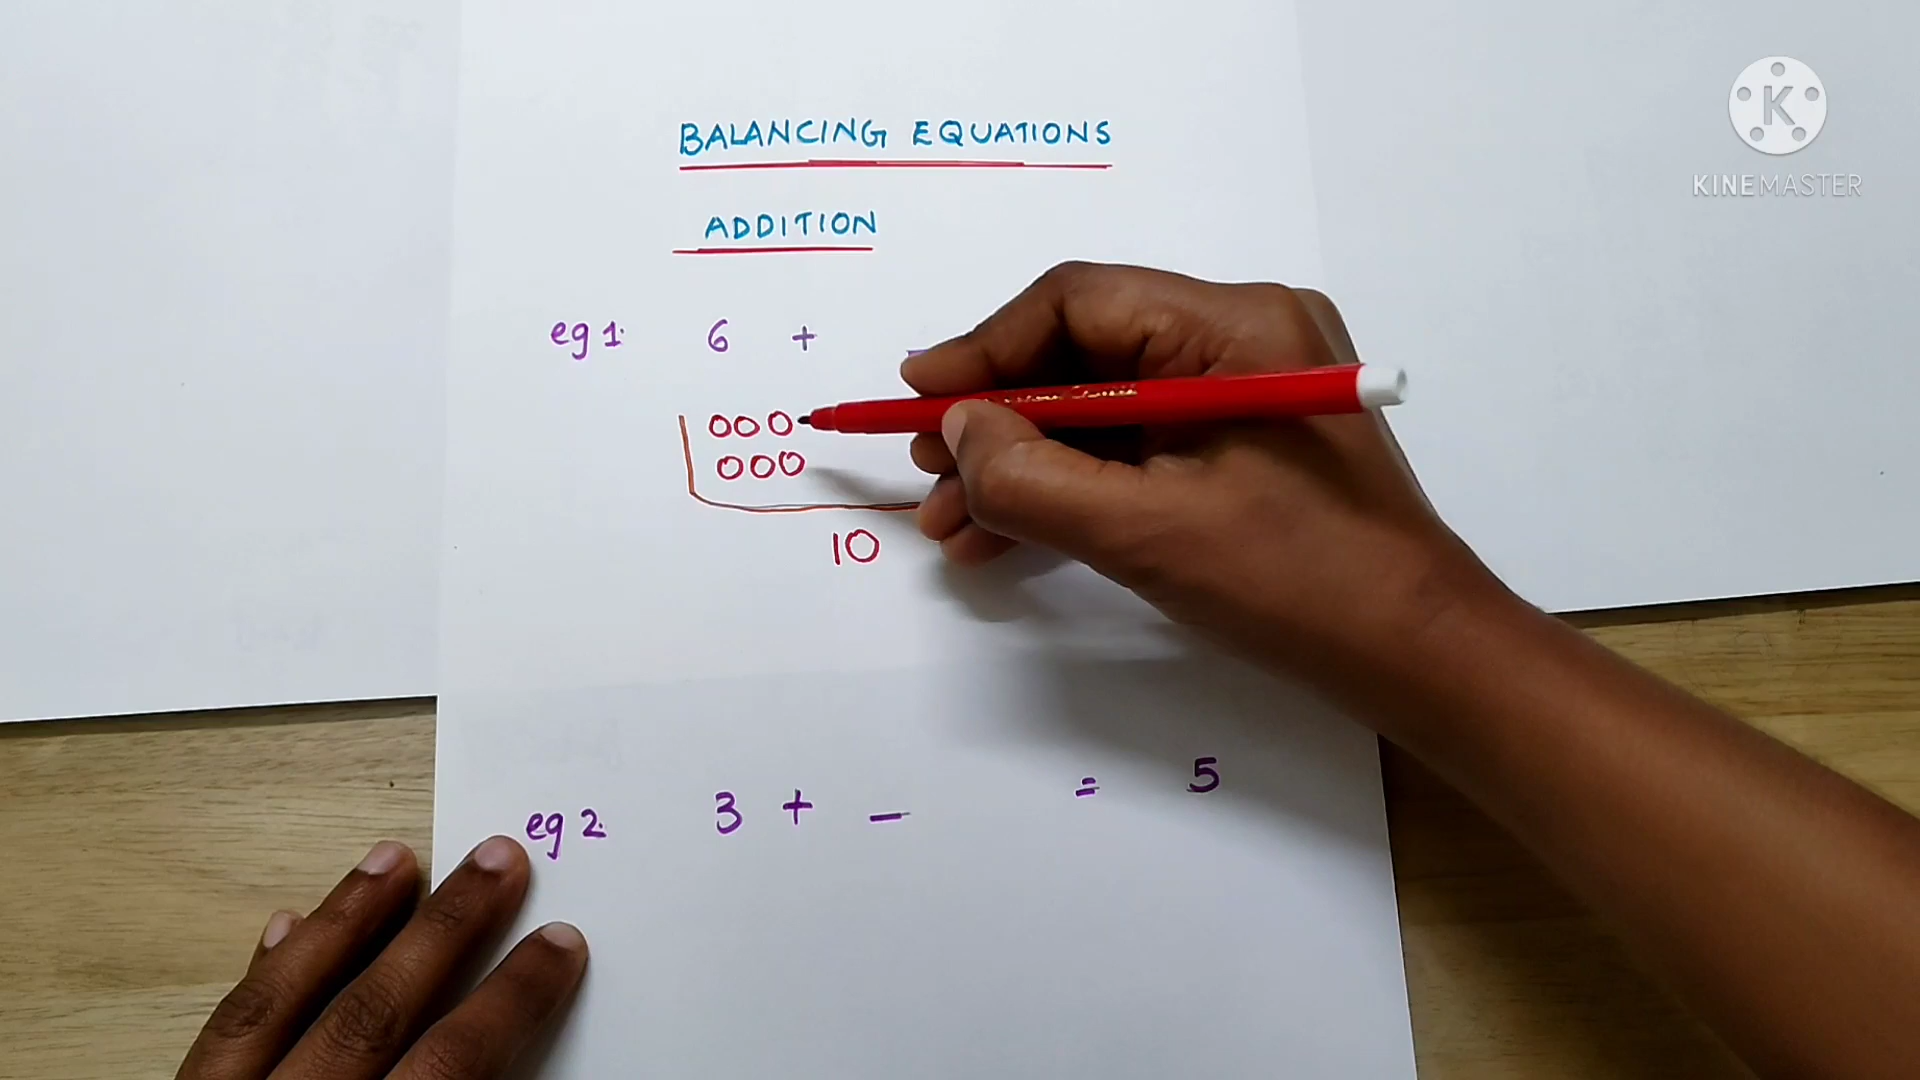 BALANCING EQUATIONS
ADDITION
eg 1. 6 +
000
000
10
eg 2. 3 + _ = 5
KINEMASTER